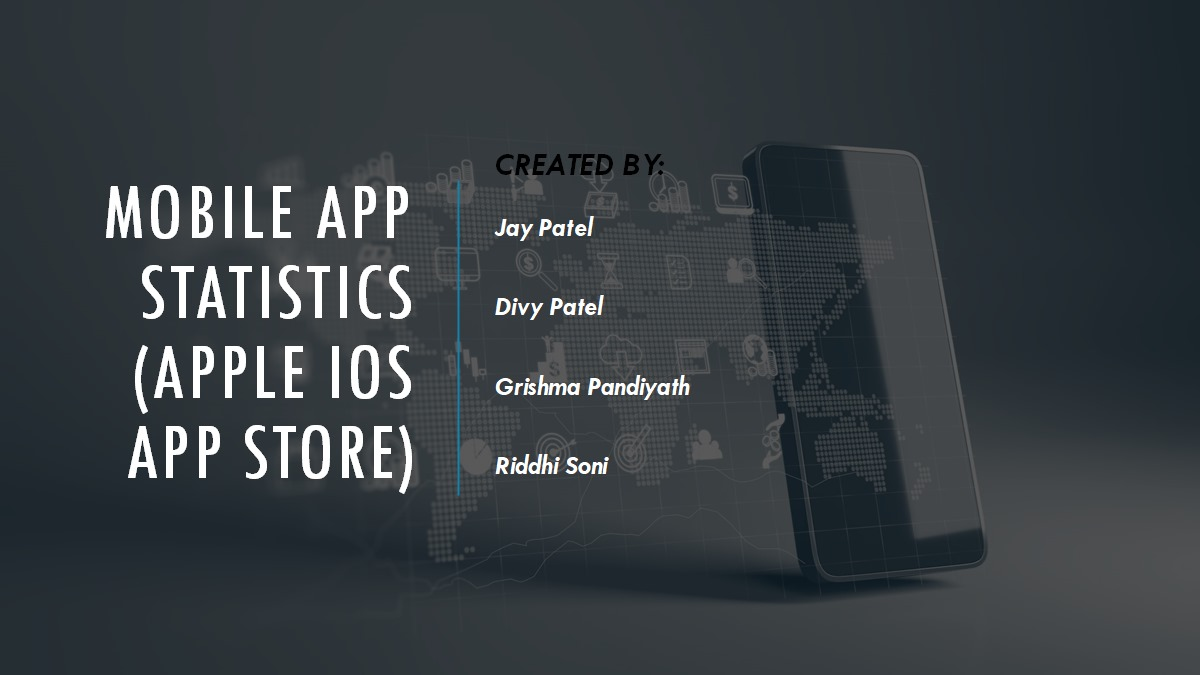 MOBILE APP
STATISTICS
(APPLE IOS
APP STORE)
CREATED BY:
Jay Patel
Divy Patel
Grishma Pandiyath
Riddhi Soni